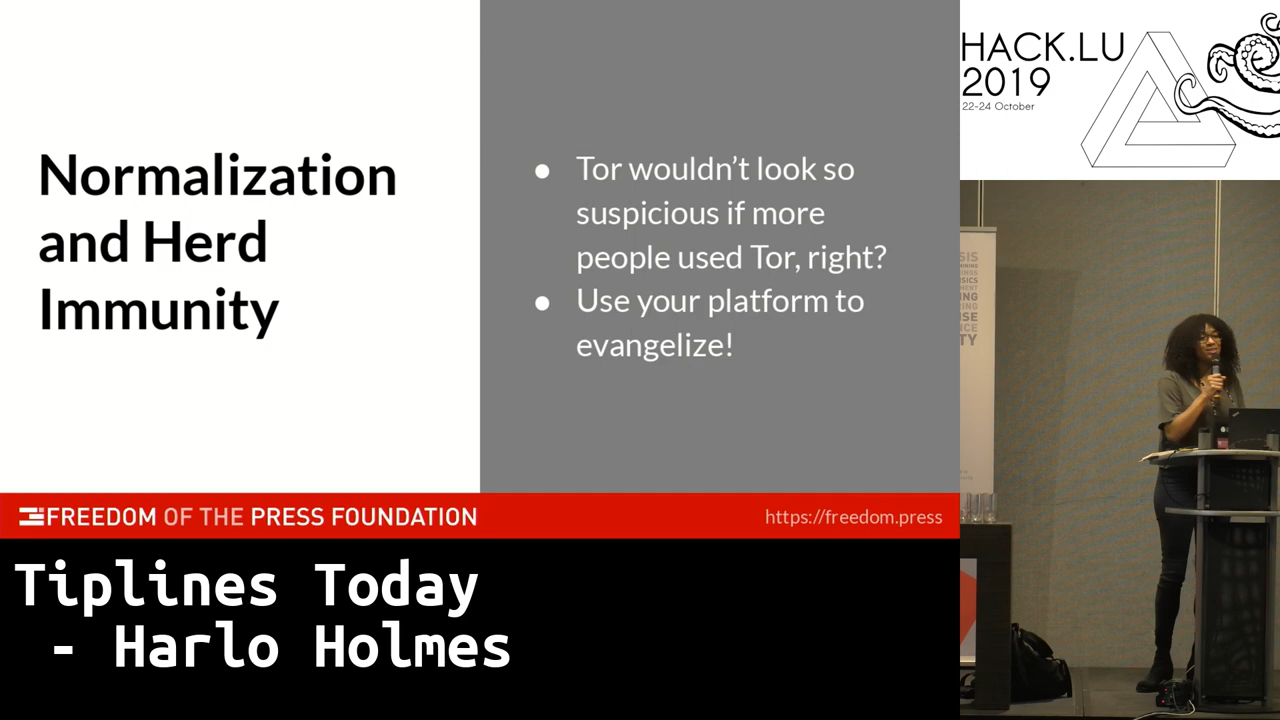 Normalization
and Herd
Immunity
● Tor wouldn't look so
suspicious if more
people used Tor, right?
● Use your platform to
evangelize!
FREEDOM OF THE PRESS FOUNDATION
https://freedom.press
Tiplines Today
- Harlo Holmes
HACK.LU
2019
22-24 October